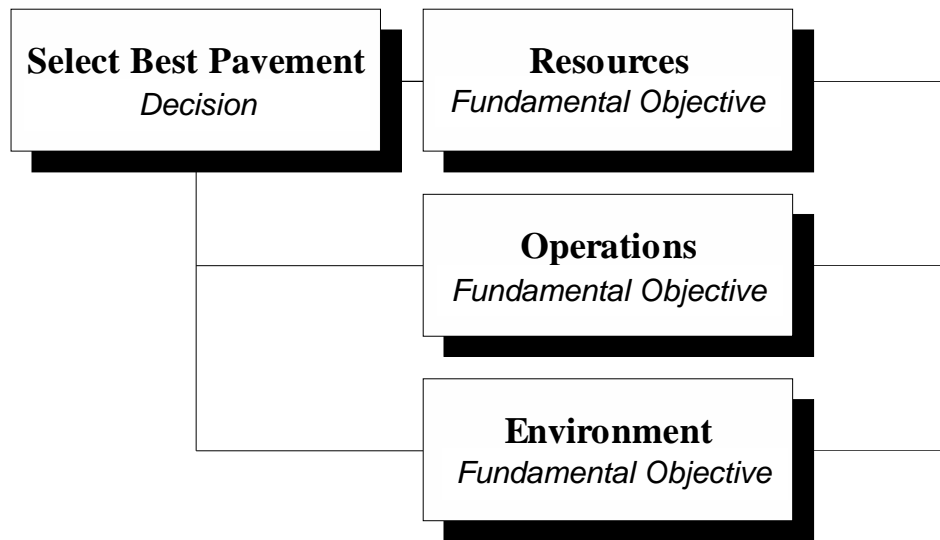 Select Best Pavement
Decision
Resources
Fundamental Objective
Operations
Fundamental Objective
Environment
Fundamental Objective